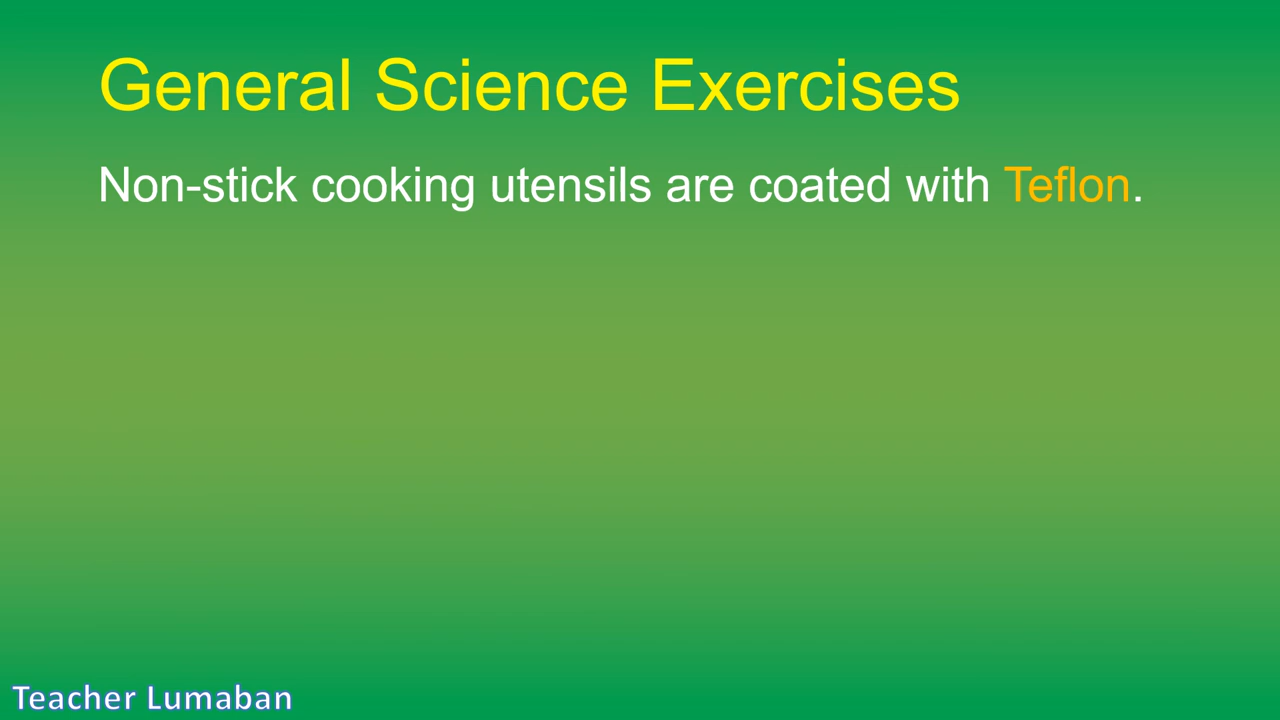 General Science Exercises
Non-stick cooking utensils are coated with Teflon.
Teacher Lumaban